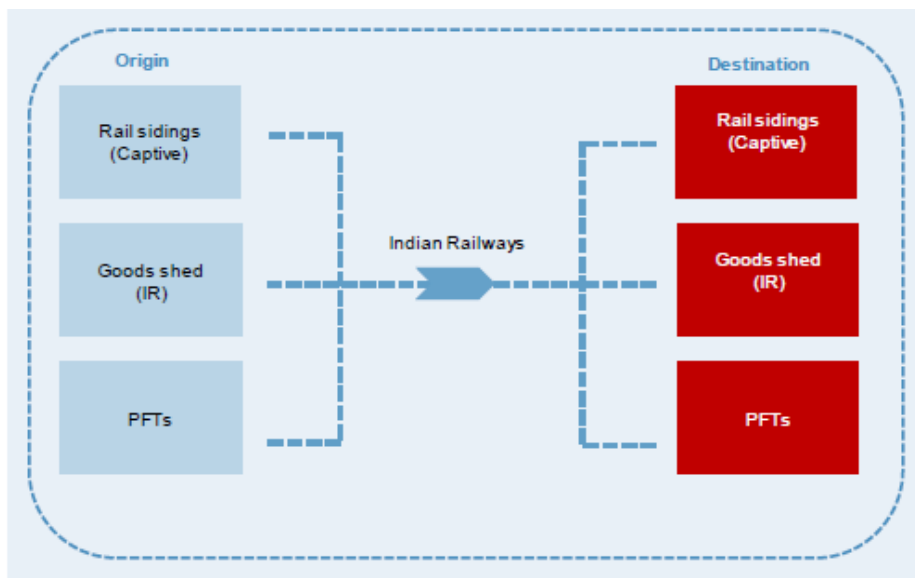 Origin
Destination
Rail sidings
(Captive)
Rail sidings
(Captive)
Indian Railways
Goods shed
(IR)
Goods shed
(IR)
PFTs
PFTs